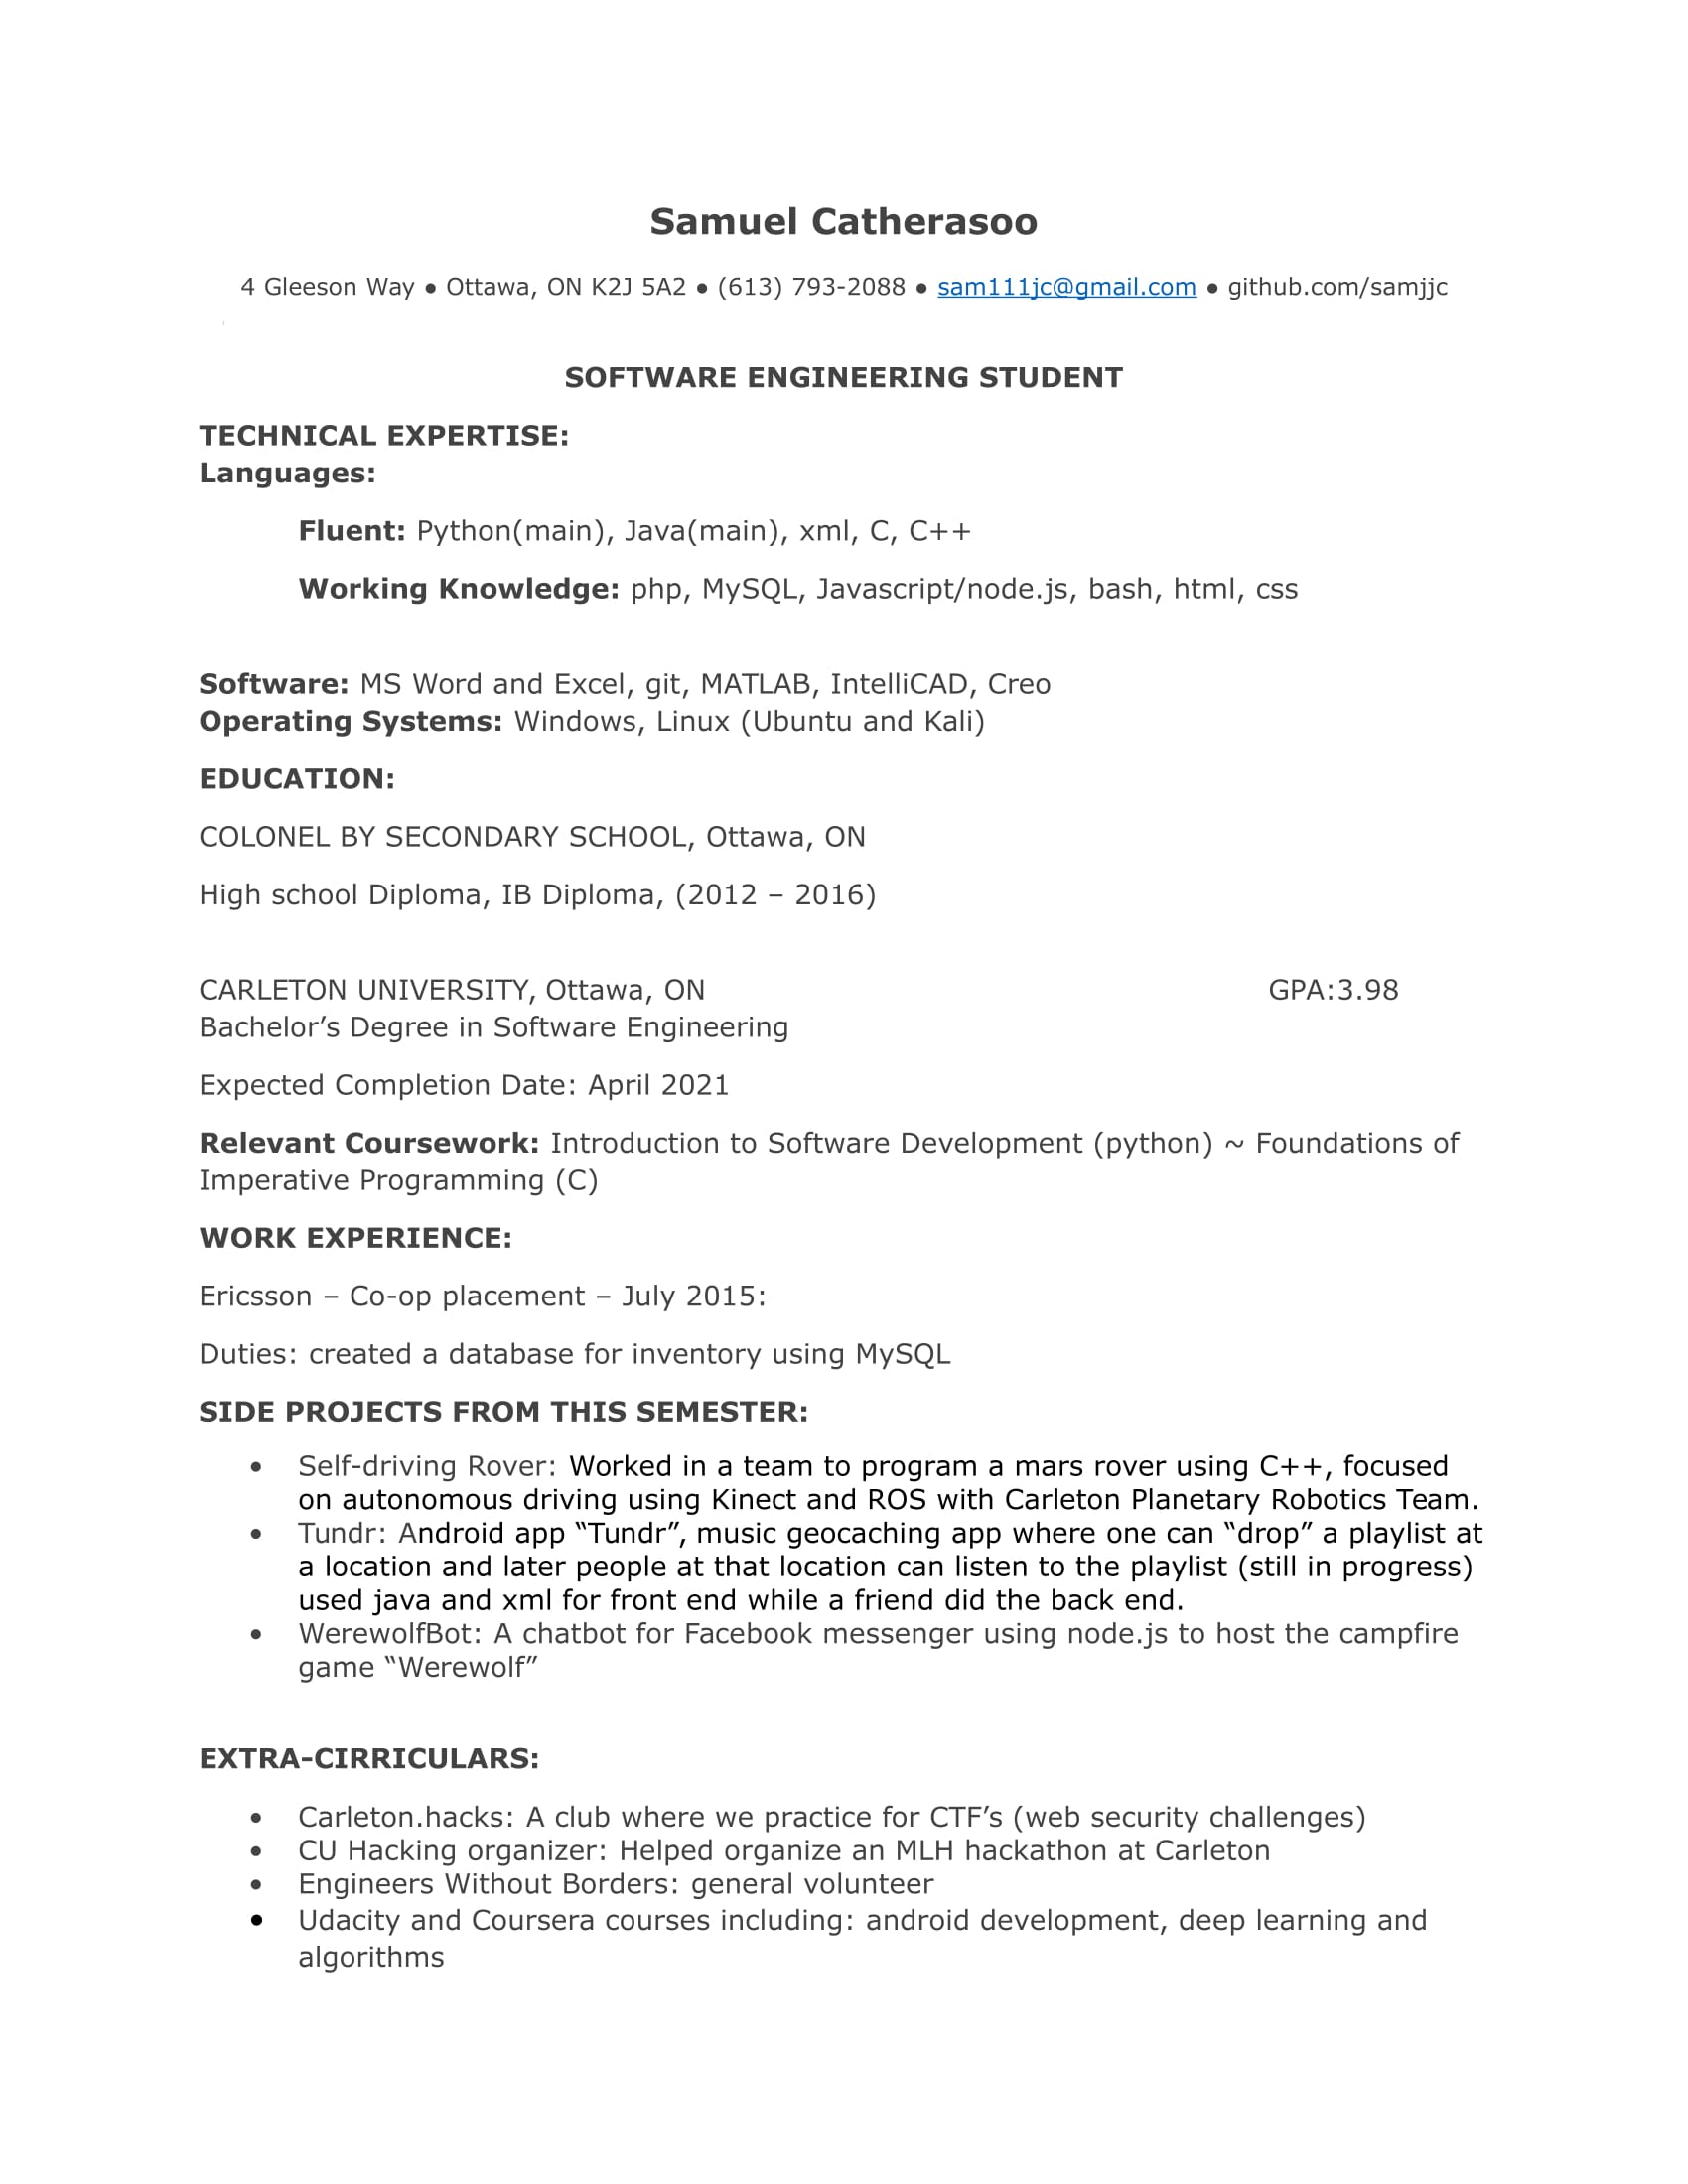 Samuel Catherasoo
4 Gleeson Way ● Ottawa, ON K2J 5A2 ● (613) 793-2088 ● sam111jc@gmail.com ● github.com/samjjc
SOFTWARE ENGINEERING STUDENT
TECHNICAL EXPERTISE:
Languages:
Fluent: Python(main), Java(main), xml, C, C++
Working Knowledge: php, MySQL, Javascript/node.js, bash, html, css
Software: MS Word and Excel, git, MATLAB, IntelliCAD, Creo
Operating Systems: Windows, Linux (Ubuntu and Kali)
EDUCATION:
COLONEL BY SECONDARY SCHOOL, Ottawa, ON
High school Diploma, IB Diploma, (2012 – 2016)
CARLETON UNIVERSITY, Ottawa, ON GPA:3.98
Bachelor’s Degree in Software Engineering
Expected Completion Date: April 2021
Relevant Coursework: Introduction to Software Development (python) ~ Foundations of
Imperative Programming (C)
WORK EXPERIENCE:
Ericsson – Co-op placement – July 2015:
Duties: created a database for inventory using MySQL
SIDE PROJECTS FROM THIS SEMESTER:
• Self-driving Rover: Worked in a team to program a mars rover using C++, focused
on autonomous driving using Kinect and ROS with Carleton Planetary Robotics Team.
• Tundr: Android app “Tundr”, music geocaching app where one can “drop” a playlist at
a location and later people at that location can listen to the playlist (still in progress)
used java and xml for front end while a friend did the back end.
• WerewolfBot: A chatbot for Facebook messenger using node.js to host the campfire
game “Werewolf”
EXTRA-CIRRICULARS:
• Carleton.hacks: A club where we practice for CTF’s (web security challenges)
• CU Hacking organizer: Helped organize an MLH hackathon at Carleton
• Engineers Without Borders: general volunteer
• Udacity and Coursera courses including: android development, deep learning and
algorithms